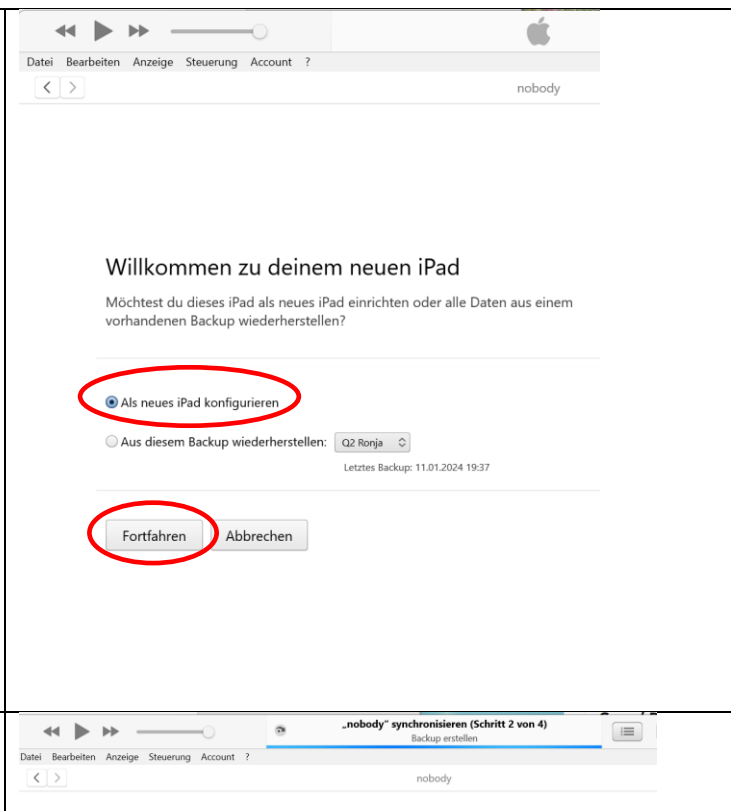 Datei Bearbeiten Anzeige Steuerung Account ?
nobody
Willkommen zu deinem neuen iPad
Möchtest du dieses iPad als neues iPad einrichten oder alle Daten aus einem
vorhandenen Backup wiederherstellen?
Als neues iPad konfigurieren
Aus diesem Backup wiederherstellen: Q2 Ronja
Letztes Backup: 11.01.2024 19:37
Fortfahren Abbrechen
„nobody“ synchronisieren (Schritt 2 von 4)
Backup erstellen
Datei Bearbeiten Anzeige Steuerung Account ?
nobody